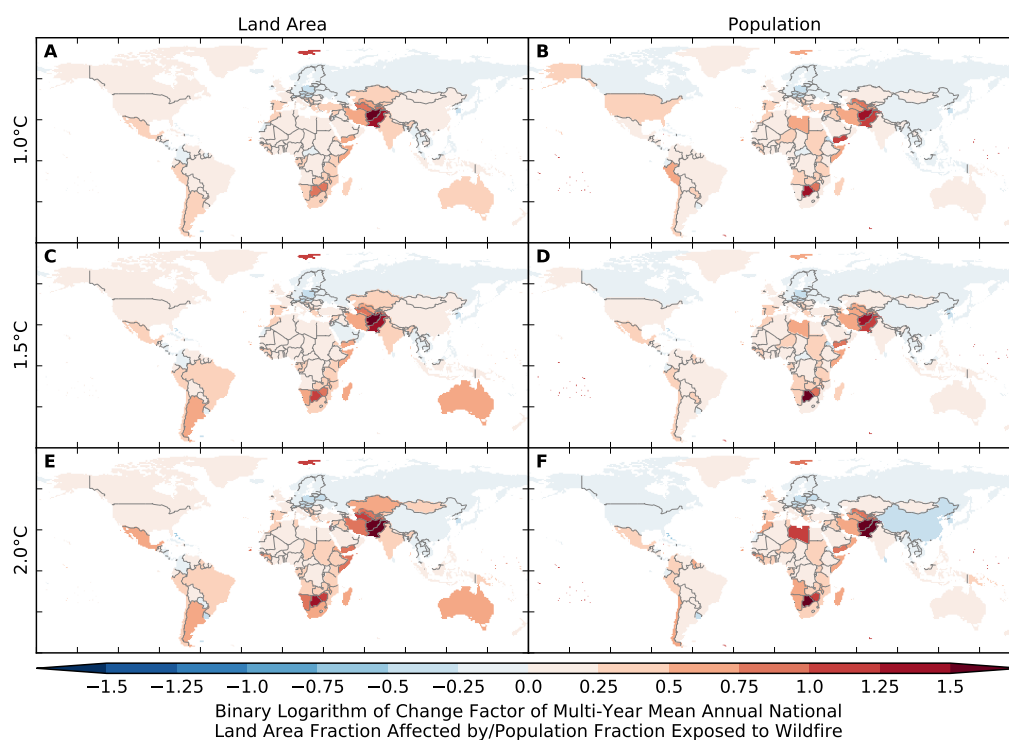 Land Area
Population
A
B
1.0°C
C
D
1.5°C
E
F
2.0°C
−1.5 −1.25 −1.0 −0.75 −0.5 −0.25 0.0 0.25 0.5 0.75 1.0 1.25 1.5
Binary Logarithm of Change Factor of Multi-Year Mean Annual National
Land Area Fraction Affected by/Population Fraction Exposed to Wildfire